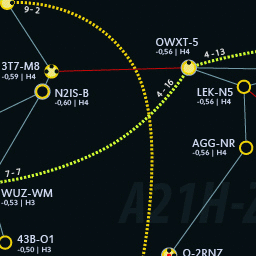 9-2
OWXT-5
-0,56 | H4
4-13
3T7-M8
-0,59 | H4
N2IS-B
-0,60 | H4
4-16
LEK-N5
-0,56 | H4
AGG-NR
-0,56 | H4
7-7
WUZ-WM
-0,53 | H3
A21H-
43B-O1
-0,50 | H3
O-2RNZ